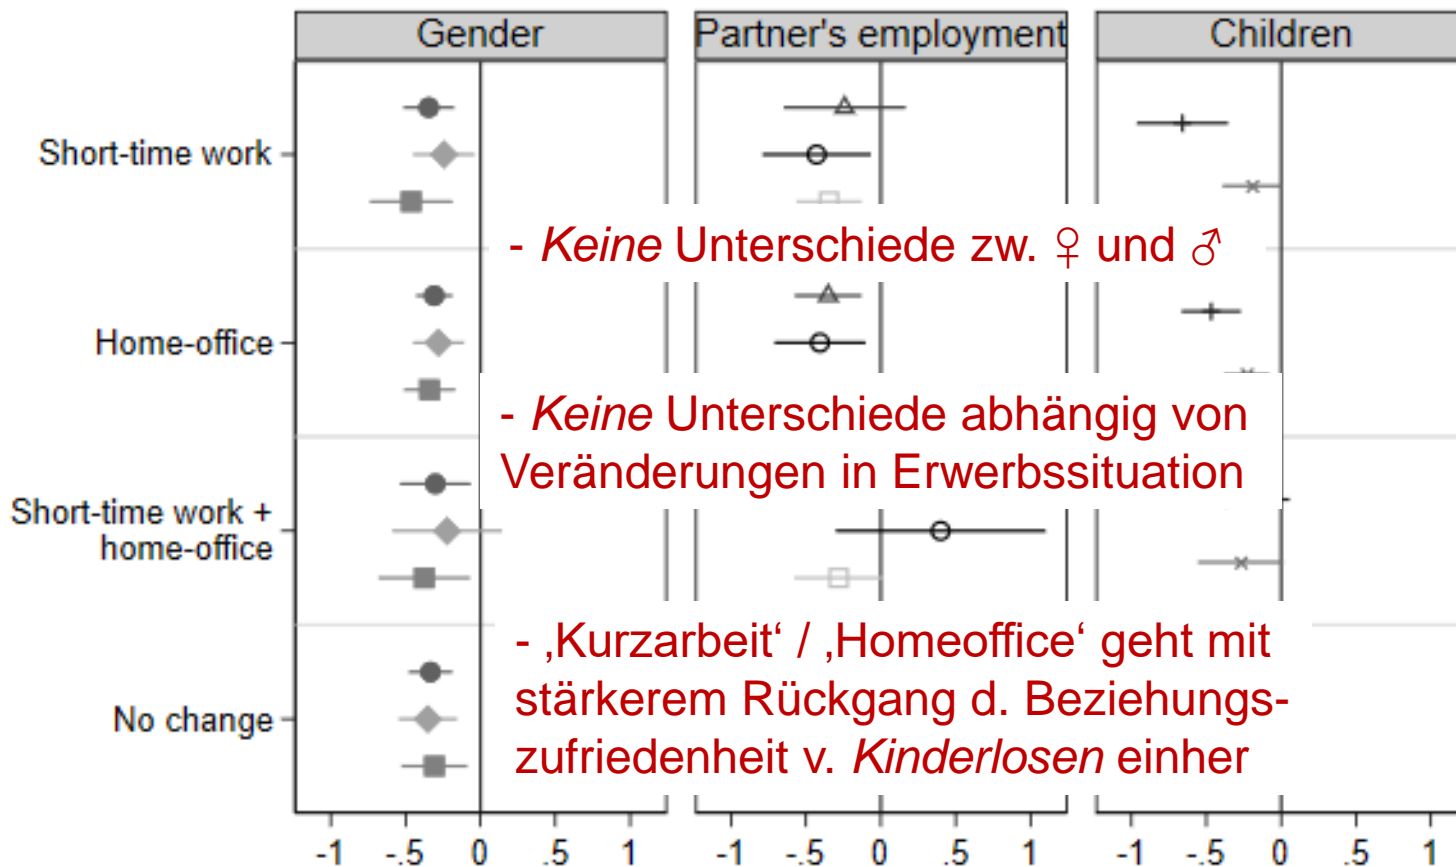 Gender
Partner's employment
Children
Short-time work
- Keine Unterschiede zw. ♀ und ♂
Home-office
- Keine Unterschiede abhängig von
Veränderungen in Erwerbssituation
Short-time work +
home-office
- ‚Kurzarbeit‘ / ‚Homeoffice‘ geht mit
stärkerem Rückgang d. Beziehungs-
zufriedenheit v. Kinderlosen einher
No change
-1 -.5 0 .5 1
-1 -.5 0 .5 1
-1 -.5 0 .5 1